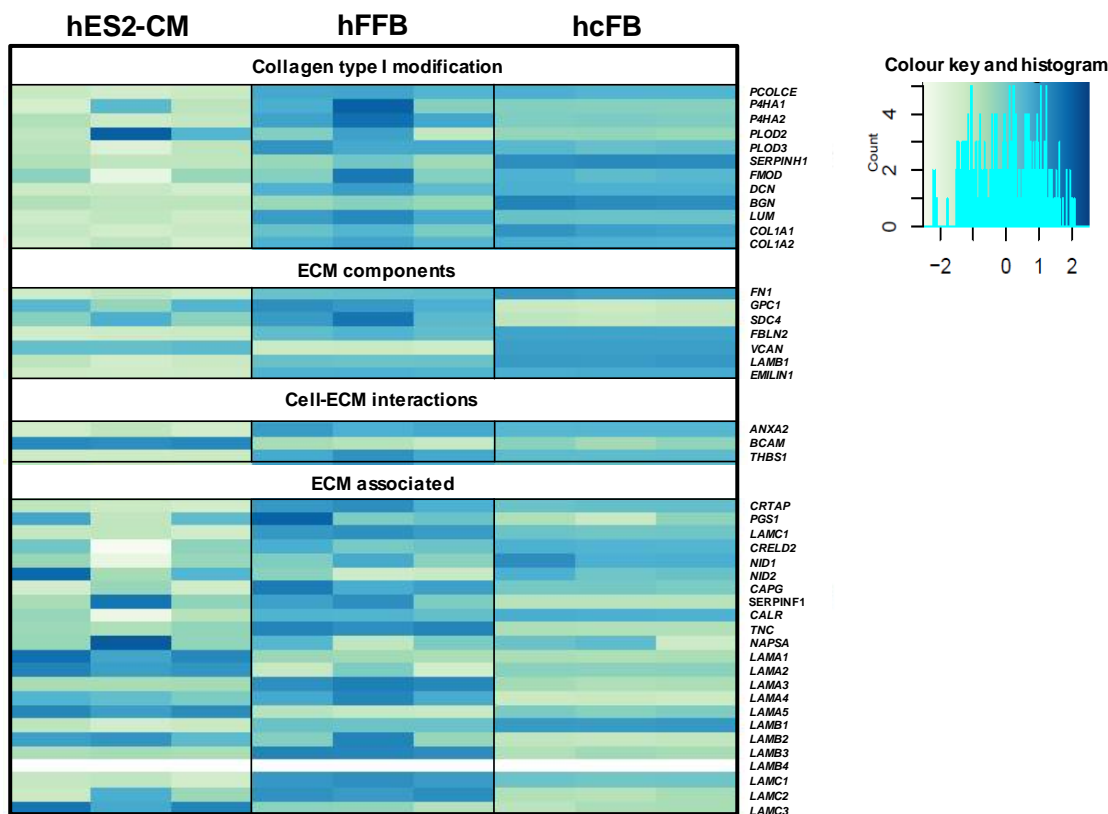 hES2-CM hFFB hcFB
Collagen type I modification
PCOLCE
P4HA1
P4HA2
PLOD2
PLOD3
SERPINH1
FMOD
DCN
BGN
LUM
COL1A1
COL1A2
ECM components
FN1
GPC1
SDC4
FBLN2
VCAN
LAMB1
EMILIN1
Cell-ECM interactions
ANXA2
BCAM
THBS1
ECM associated
CRTAP
PGS1
LAMC1
CRELD2
NID1
NID2
CAPG
SERPINF1
CALR
TNC
NAPSA
LAMA1
LAMA2
LAMA3
LAMA4
LAMA5
LAMB1
LAMB2
LAMB3
LAMB4
LAMC1
LAMC2
LAMC3
Colour key and histogram
Count
4
2
0
−2 0 1 2